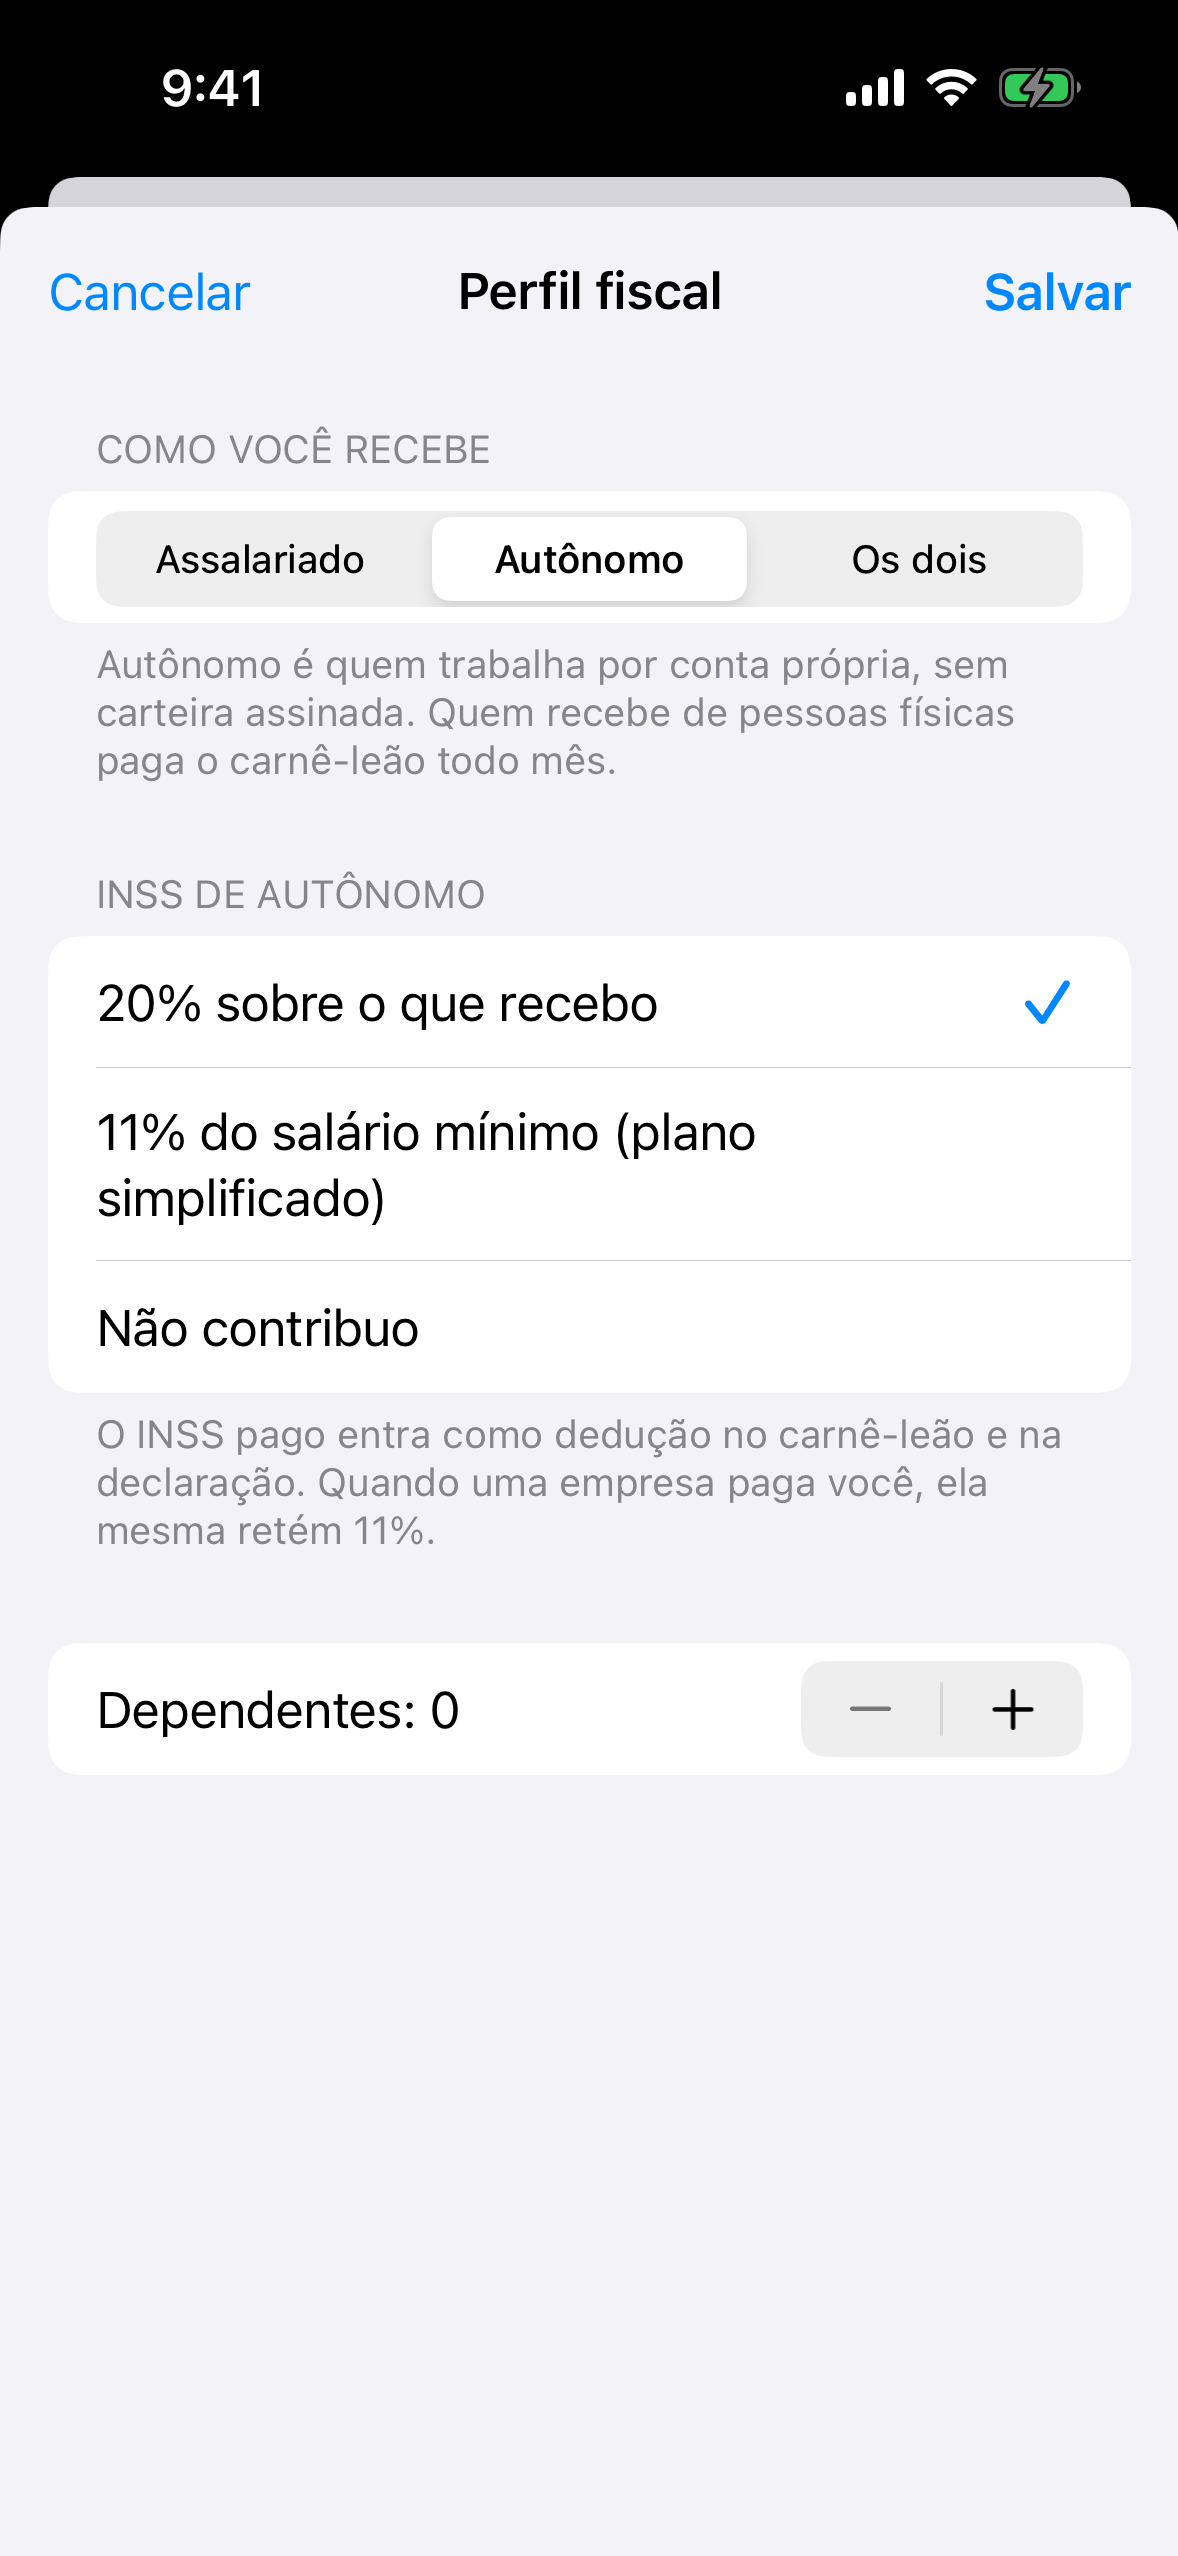 9:41
Cancelar
Perfil fiscal
Salvar
COMO VOCÊ RECEBE
Assalariado
Autônomo
Os dois
Autônomo é quem trabalha por conta própria, sem
carteira assinada. Quem recebe de pessoas físicas
paga o carnê-leão todo mês.
INSS DE AUTÔNOMO
20% sobre o que recebo
11% do salário mínimo (plano
simplificado)
Não contribuo
O INSS pago entra como dedução no carnê-leão e na
declaração. Quando uma empresa paga você, ela
mesma retém 11%.
Dependentes: 0